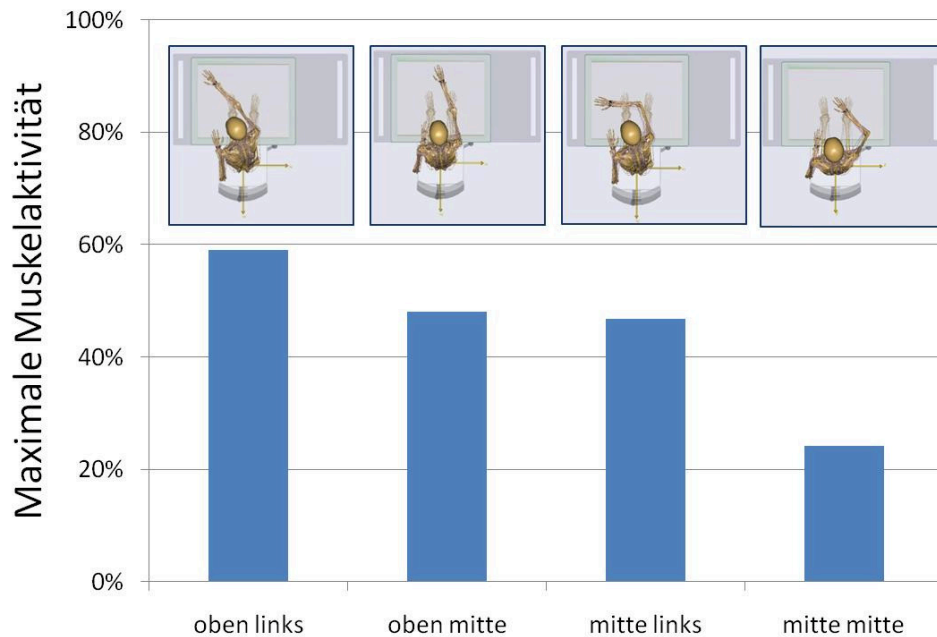 Maximale Muskelaktivität
100%
80%
60%
40%
20%
0%
oben links
oben mitte
mitte links
mitte mitte